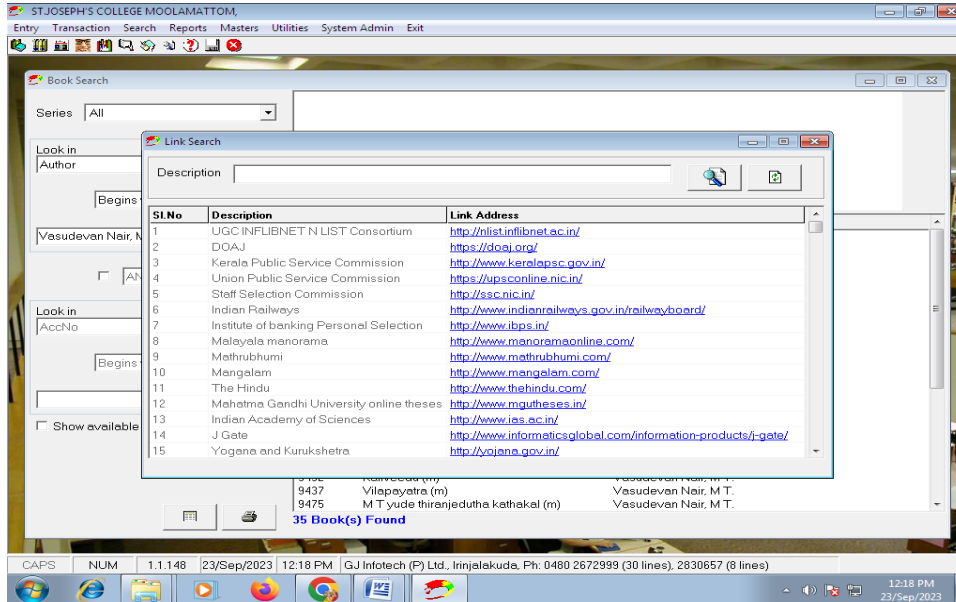 ST.JOSEPH'S COLLEGE MOOLAMATTOM,
Entry Transaction Search Reports Masters Utilities System Admin Exit
Book Search
Series All
Look in
Author
Begins
Vasudevan Nair, M
AN
Look in
AccNo
Begins
Show available
Link Search
Description
Sl.No Description Link Address
1 UGC INFLIBNET N LIST Consortium http://nlist.inflibnet.ac.in/
2 DOAJ https://doaj.org/
3 Kerala Public Service Commission http://www.keralapsc.gov.in/
4 Union Public Service Commission https://upsconline.nic.in/
5 Staff Selection Commission http://ssc.nic.in/
6 Indian Railways http://www.indianrailways.gov.in/railwayboard/
7 Institute of banking Personal Selection http://www.ibps.in/
8 Malayala manorama http://www.manoramaonline.com/
9 Mathrubhumi http://www.mathrubhumi.com/
10 Mangalam http://www.mangalam.com/
11 The Hindu http://www.thehindu.com/
12 Mahatma Gandhi University online theses http://www.mgutheses.in/
13 Indian Academy of Sciences http://www.ias.ac.in/
14 J Gate http://www.informaticsglobal.com/information-products/j-gate/
15 Yogana and Kurukshetra http://yojana.gov.in/
9437 Vilapayatra (m) Vasudevan Nair, M T.
9475 M T yude thiranjedutha kathakal (m) Vasudevan Nair, M T.
35 Book(s) Found
CAPS NUM 1.1.148 23/Sep/2023 12:18 PM GJ Infotech (P) Ltd., Irinjalakuda, Ph: 0480 2672999 (30 lines), 2830657 (8 lines)
12:18 PM
23/Sep/2023